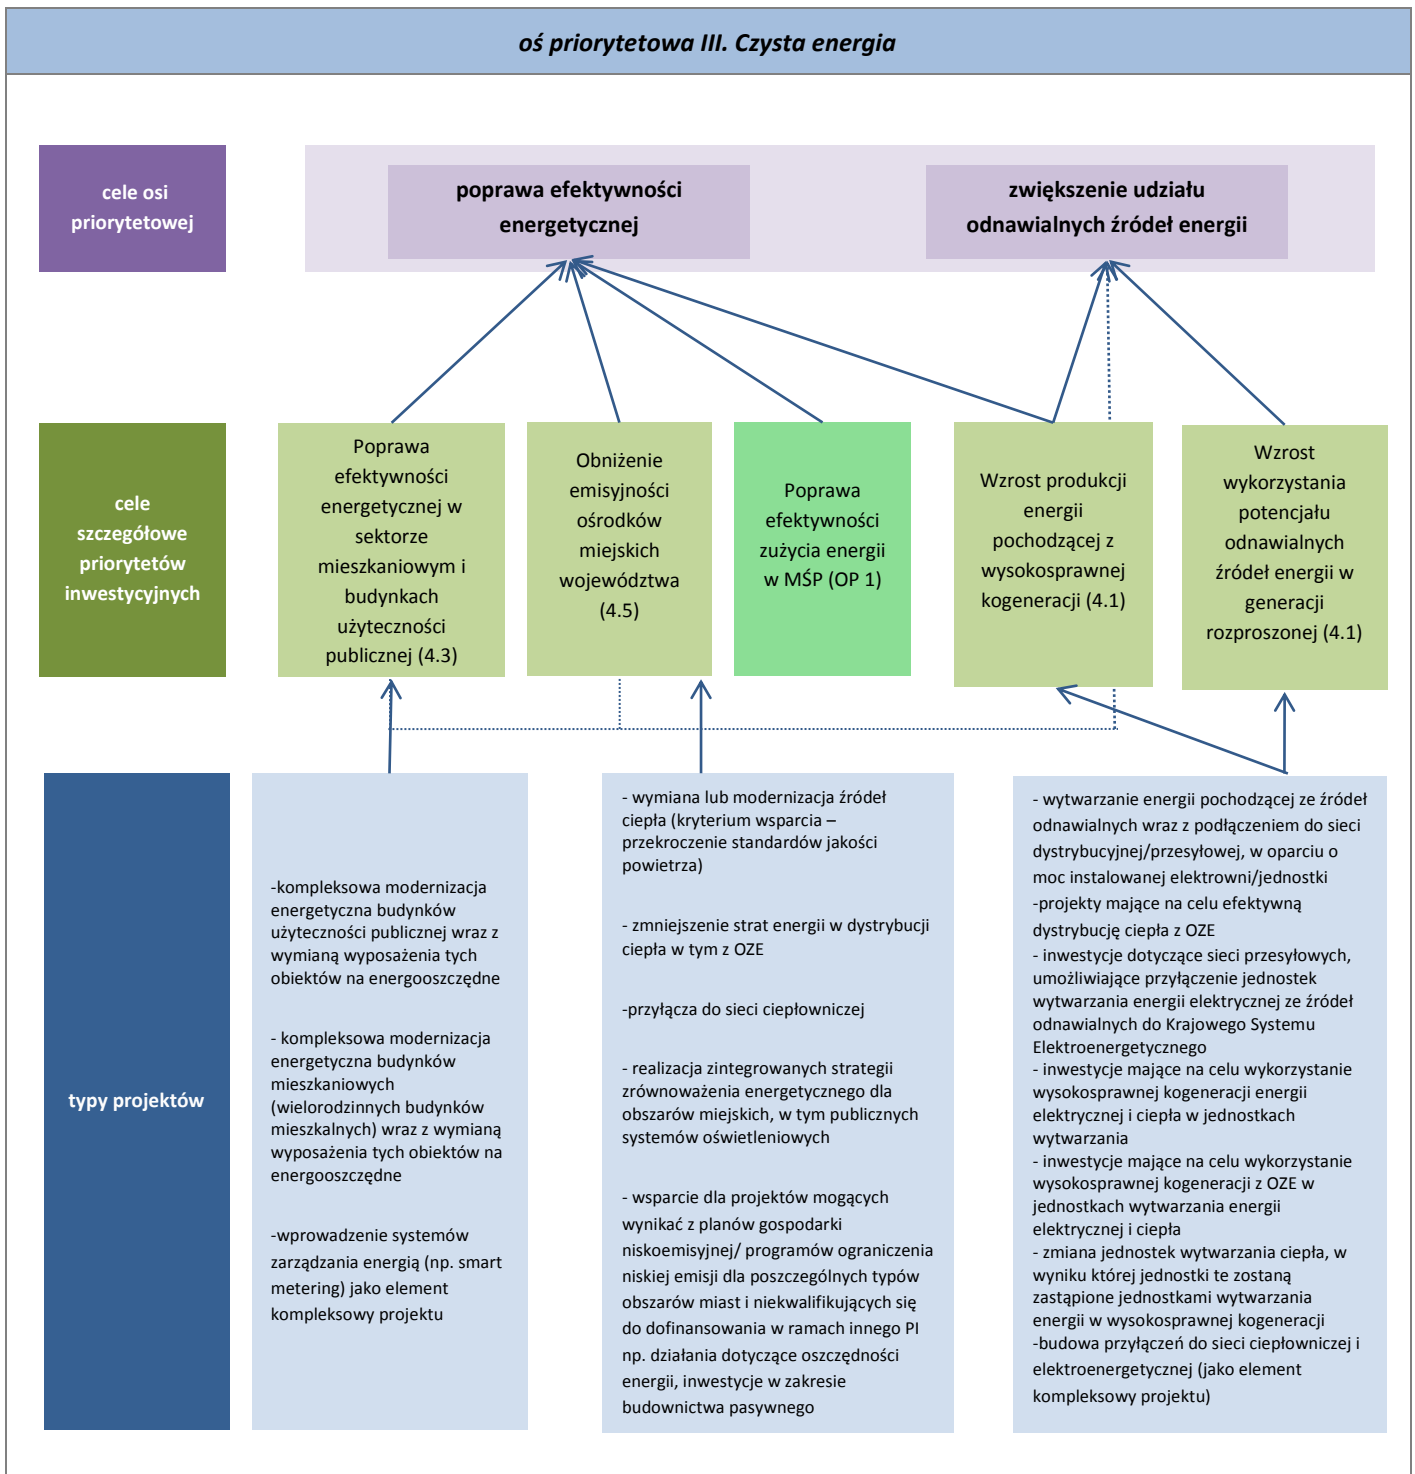 oś priorytetowa III. Czysta energia
cele osi
priorytetowej
poprawa efektywności
energetycznej
zwiększenie udziału
odnawialnych źródeł energii
cele
szczegółowe
priorytetów
inwestycyjnych
Poprawa
efektywności
energetycznej w
sektorze
mieszkaniowym i
budynkach
użyteczności
publicznej (4.3)
Obniżenie
emisyjności
ośrodków
miejskich
województwa
(4.5)
Poprawa
efektywności
zużycia energii
w MŚP (OP 1)
Wzrost produkcji
energii
pochodzącej z
wysokosprawnej
kogeneracji (4.1)
Wzrost
wykorzystania
potencjału
odnawialnych
źródeł energii w
generacji
rozproszonej (4.1)
typy projektów
-kompleksowa modernizacja
energetyczna budynków
użyteczności publicznej wraz z
wymianą wyposażenia tych
obiektów na energooszczędne
- kompleksowa modernizacja
energetyczna budynków
mieszkaniowych
(wielorodzinnych budynków
mieszkalnych) wraz z wymianą
wyposażenia tych obiektów na
energooszczędne
-wprowadzenie systemów
zarządzania energią (np. smart
metering) jako element
kompleksowy projektu
- wymiana lub modernizacja źródeł
ciepła (kryterium wsparcia –
przekroczenie standardów jakości
powietrza)
- zmniejszenie strat energii w dystrybucji
ciepła w tym z OZE
-przyłącza do sieci ciepłowniczej
- realizacja zintegrowanych strategii
zrównoważenia energetycznego dla
obszarów miejskich, w tym publicznych
systemów oświetleniowych
- wsparcie dla projektów mogących
wynikać z planów gospodarki
niskoemisyjnej/ programów ograniczenia
niskiej emisji dla poszczególnych typów
obszarów miast i niekwalifikujących się
do dofinansowania w ramach innego PI
np. działania dotyczące oszczędności
energii, inwestycje w zakresie
budownictwa pasywnego
- wytwarzanie energii pochodzącej ze źródeł
odnawialnych wraz z podłączeniem do sieci
dystrybucyjnej/przesyłowej, w oparciu o
moc instalowanej elektrowni/jednostki
-projekty mające na celu efektywną
dystrybucję ciepła z OZE
- inwestycje dotyczące sieci przesyłowych,
umożliwiające przyłączenie jednostek
wytwarzania energii elektrycznej ze źródeł
odnawialnych do Krajowego Systemu
Elektroenergetycznego
- inwestycje mające na celu wykorzystanie
wysokosprawnej kogeneracji energii
elektrycznej i ciepła w jednostkach
wytwarzania
- inwestycje mające na celu wykorzystanie
wysokosprawnej kogeneracji z OZE w
jednostkach wytwarzania energii
elektrycznej i ciepła
- zmiana jednostek wytwarzania ciepła, w
wyniku której jednostki te zostaną
zastąpione jednostkami wytwarzania
energii w wysokosprawnej kogeneracji
-budowa przyłączeń do sieci ciepłowniczej i
elektroenergetycznej (jako element
kompleksowy projektu)